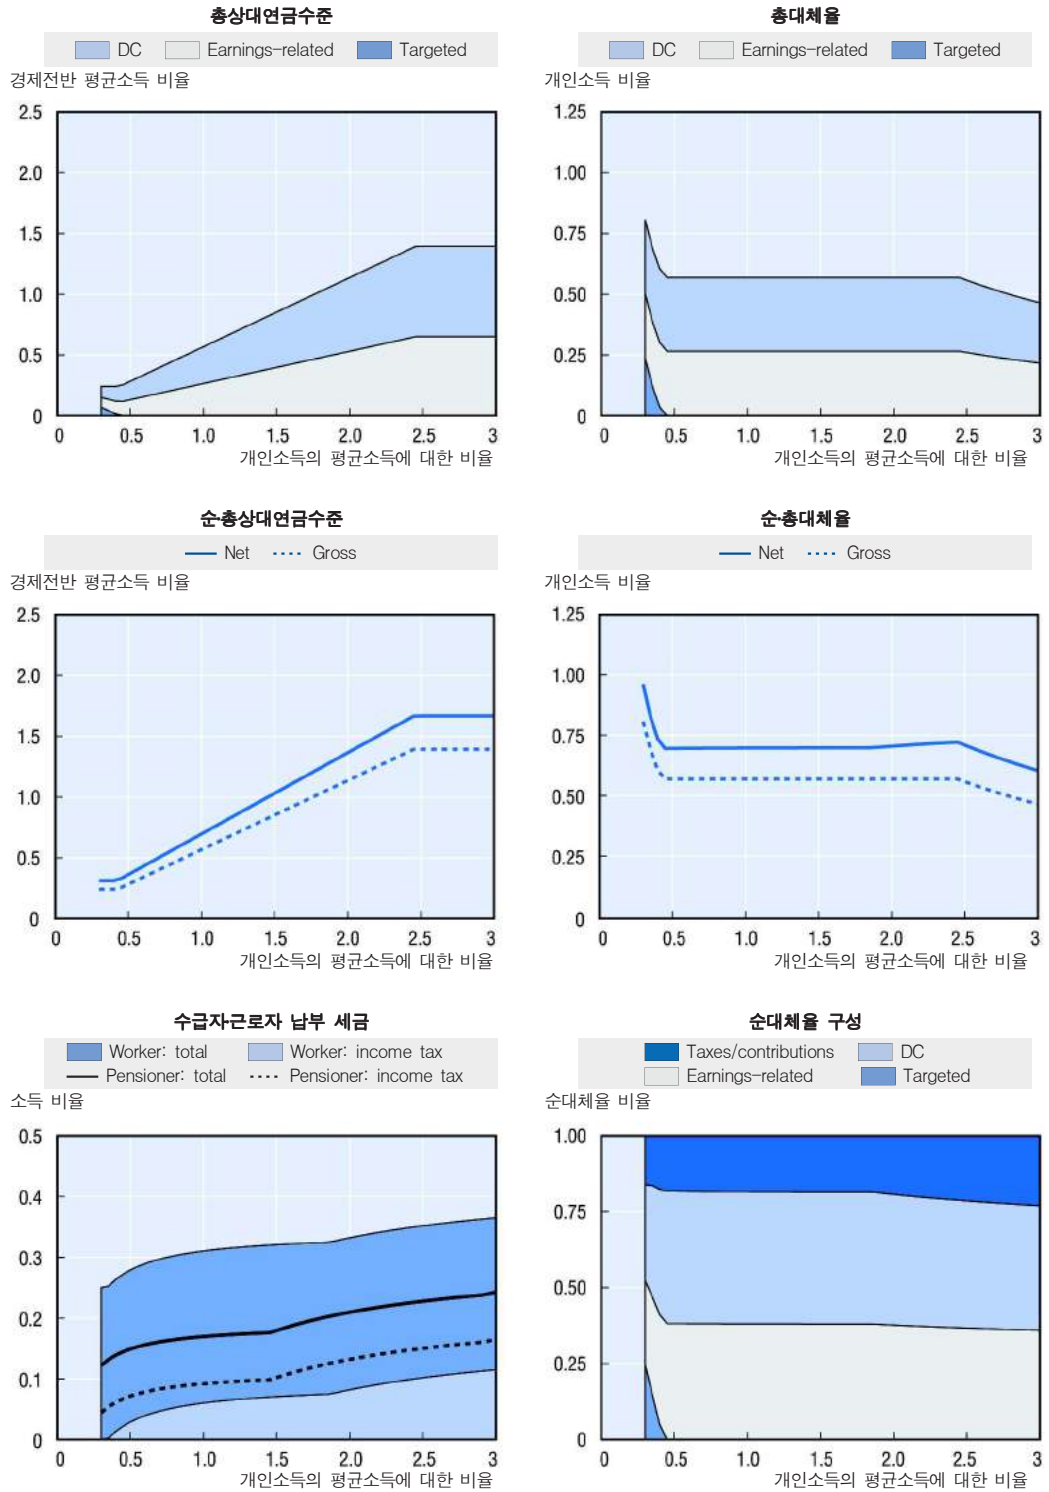 총상대연금수준
DC Earnings-related Targeted
경제전반 평균소득 비율
2.5
2.0
1.5
1.0
0.5
0
0 0.5 1.0 1.5 2.0 2.5 3
개인소득의 평균소득에 대한 비율
총대체율
DC Earnings-related Targeted
개인소득 비율
1.25
1.00
0.75
0.50
0.25
0
0 0.5 1.0 1.5 2.0 2.5 3
개인소득의 평균소득에 대한 비율
순·총상대연금수준
Net Gross
경제전반 평균소득 비율
2.5
2.0
1.5
1.0
0.5
0
0 0.5 1.0 1.5 2.0 2.5 3
개인소득의 평균소득에 대한 비율
순·총대체율
Net Gross
개인소득 비율
1.25
1.00
0.75
0.50
0.25
0
0 0.5 1.0 1.5 2.0 2.5 3
개인소득의 평균소득에 대한 비율
수급자·근로자 납부 세금
Worker: total Worker: income tax
Pensioner: total Pensioner: income tax
소득 비율
0.5
0.4
0.3
0.2
0.1
0
0 0.5 1.0 1.5 2.0 2.5 3
개인소득의 평균소득에 대한 비율
순대체율 구성
Taxes/contributions DC
Earnings-related Targeted
순대체율 비율
1.00
0.75
0.50
0.25
0
0 0.5 1.0 1.5 2.0 2.5 3
개인소득의 평균소득에 대한 비율